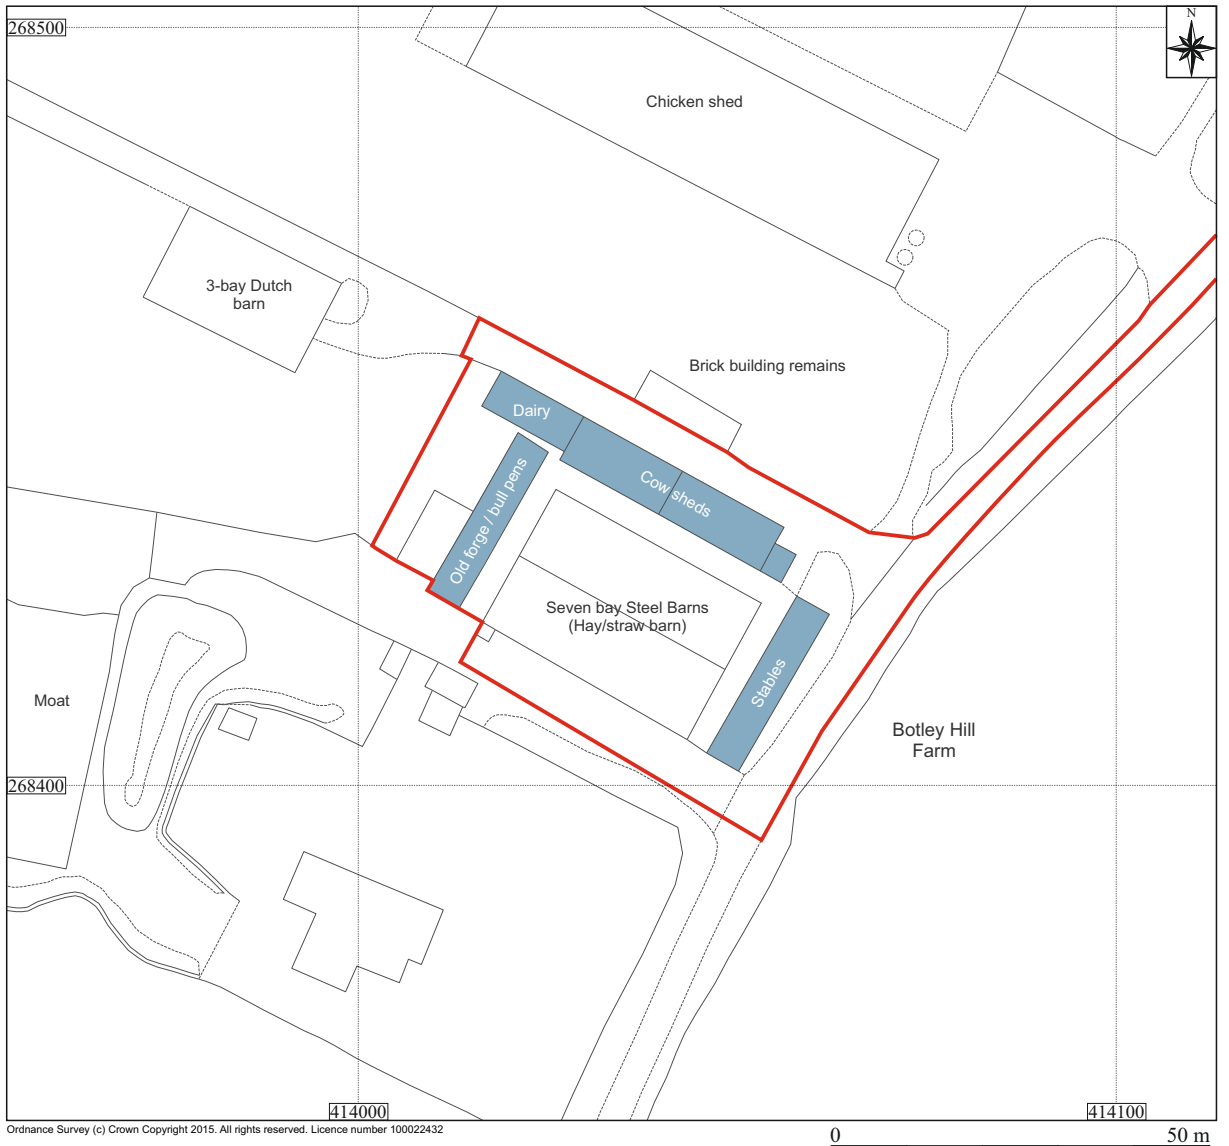 268500
N
Chicken shed
3-bay Dutch
barn
Brick building remains
Dairy
Cow sheds
Old forge / bull pens
Seven bay Steel Barns
(Hay/straw barn)
Stables
Moat
Botley Hill
Farm
268400
414000
414100
Ordnance Survey (c) Crown Copyright 2015. All rights reserved. Licence number 100022432
0
50 m